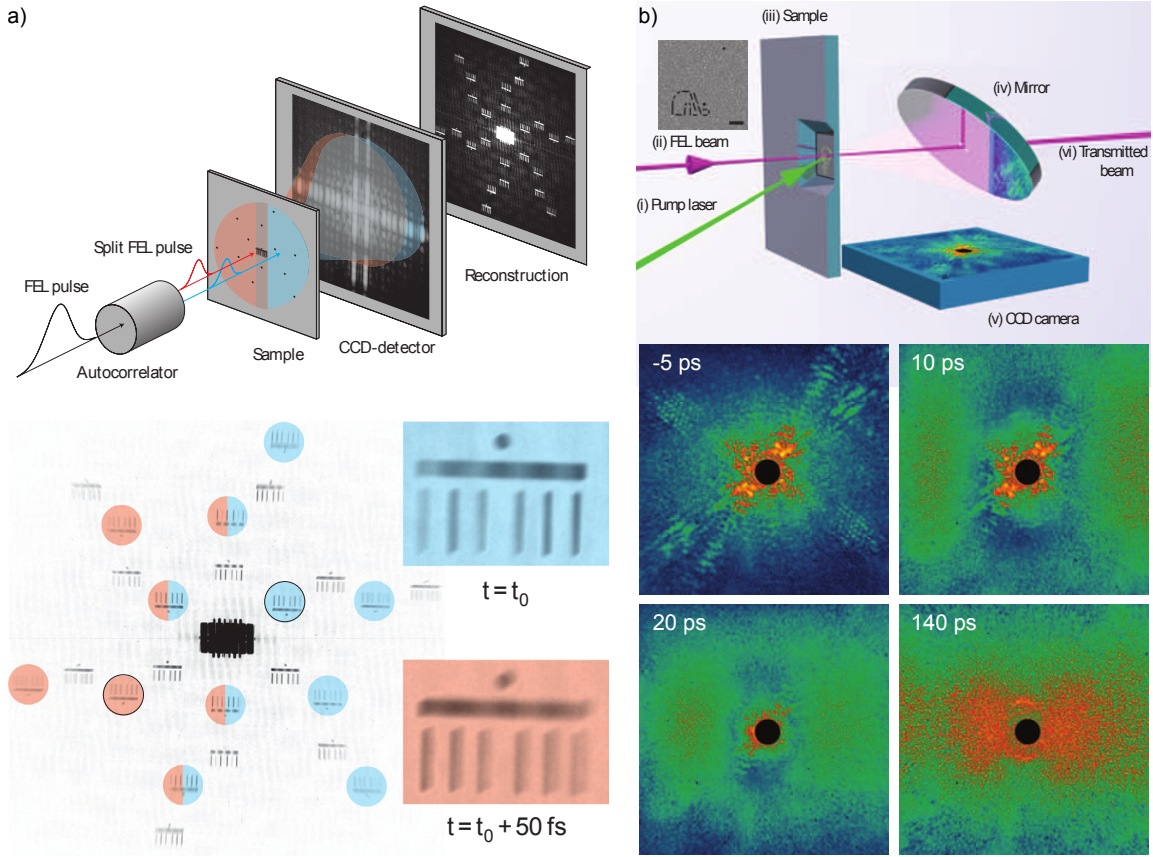 a)
FEL pulse
Split FEL pulse
Autocorrelator
Sample
CCD-detector
Reconstruction
t = t0
t = t0 + 50 fs
b)
(iii) Sample
(iv) Mirror
(ii) FEL beam
(vi) Transmitted
beam
(i) Pump laser
(v) CCD camera
-5 ps
10 ps
20 ps
140 ps